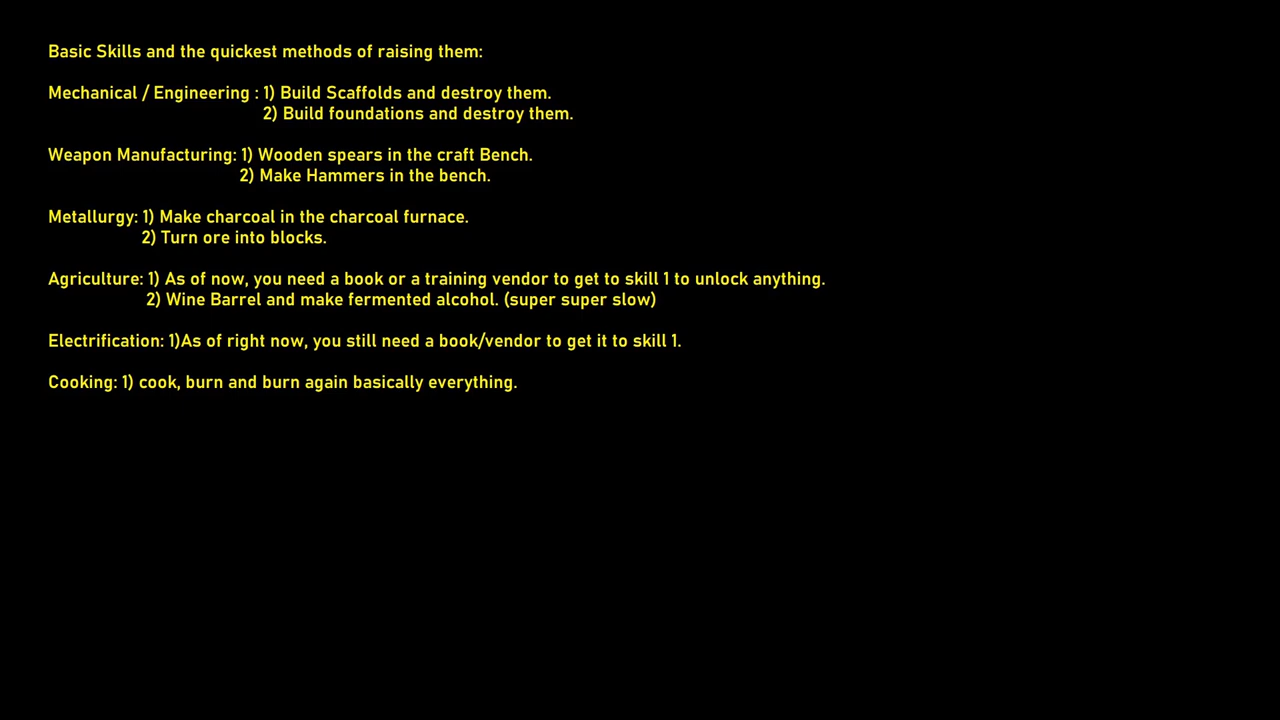 Basic Skills and the quickest methods of raising them:
Mechanical / Engineering : 1) Build Scaffolds and destroy them.
2) Build foundations and destroy them.
Weapon Manufacturing: 1) Wooden spears in the craft Bench.
2) Make Hammers in the bench.
Metallurgy: 1) Make charcoal in the charcoal furnace.
2) Turn ore into blocks.
Agriculture: 1) As of now, you need a book or a training vendor to get to skill 1 to unlock anything.
2) Wine Barrel and make fermented alcohol. (super super slow)
Electrification: 1)As of right now, you still need a book/vendor to get it to skill 1.
Cooking: 1) cook, burn and burn again basically everything.